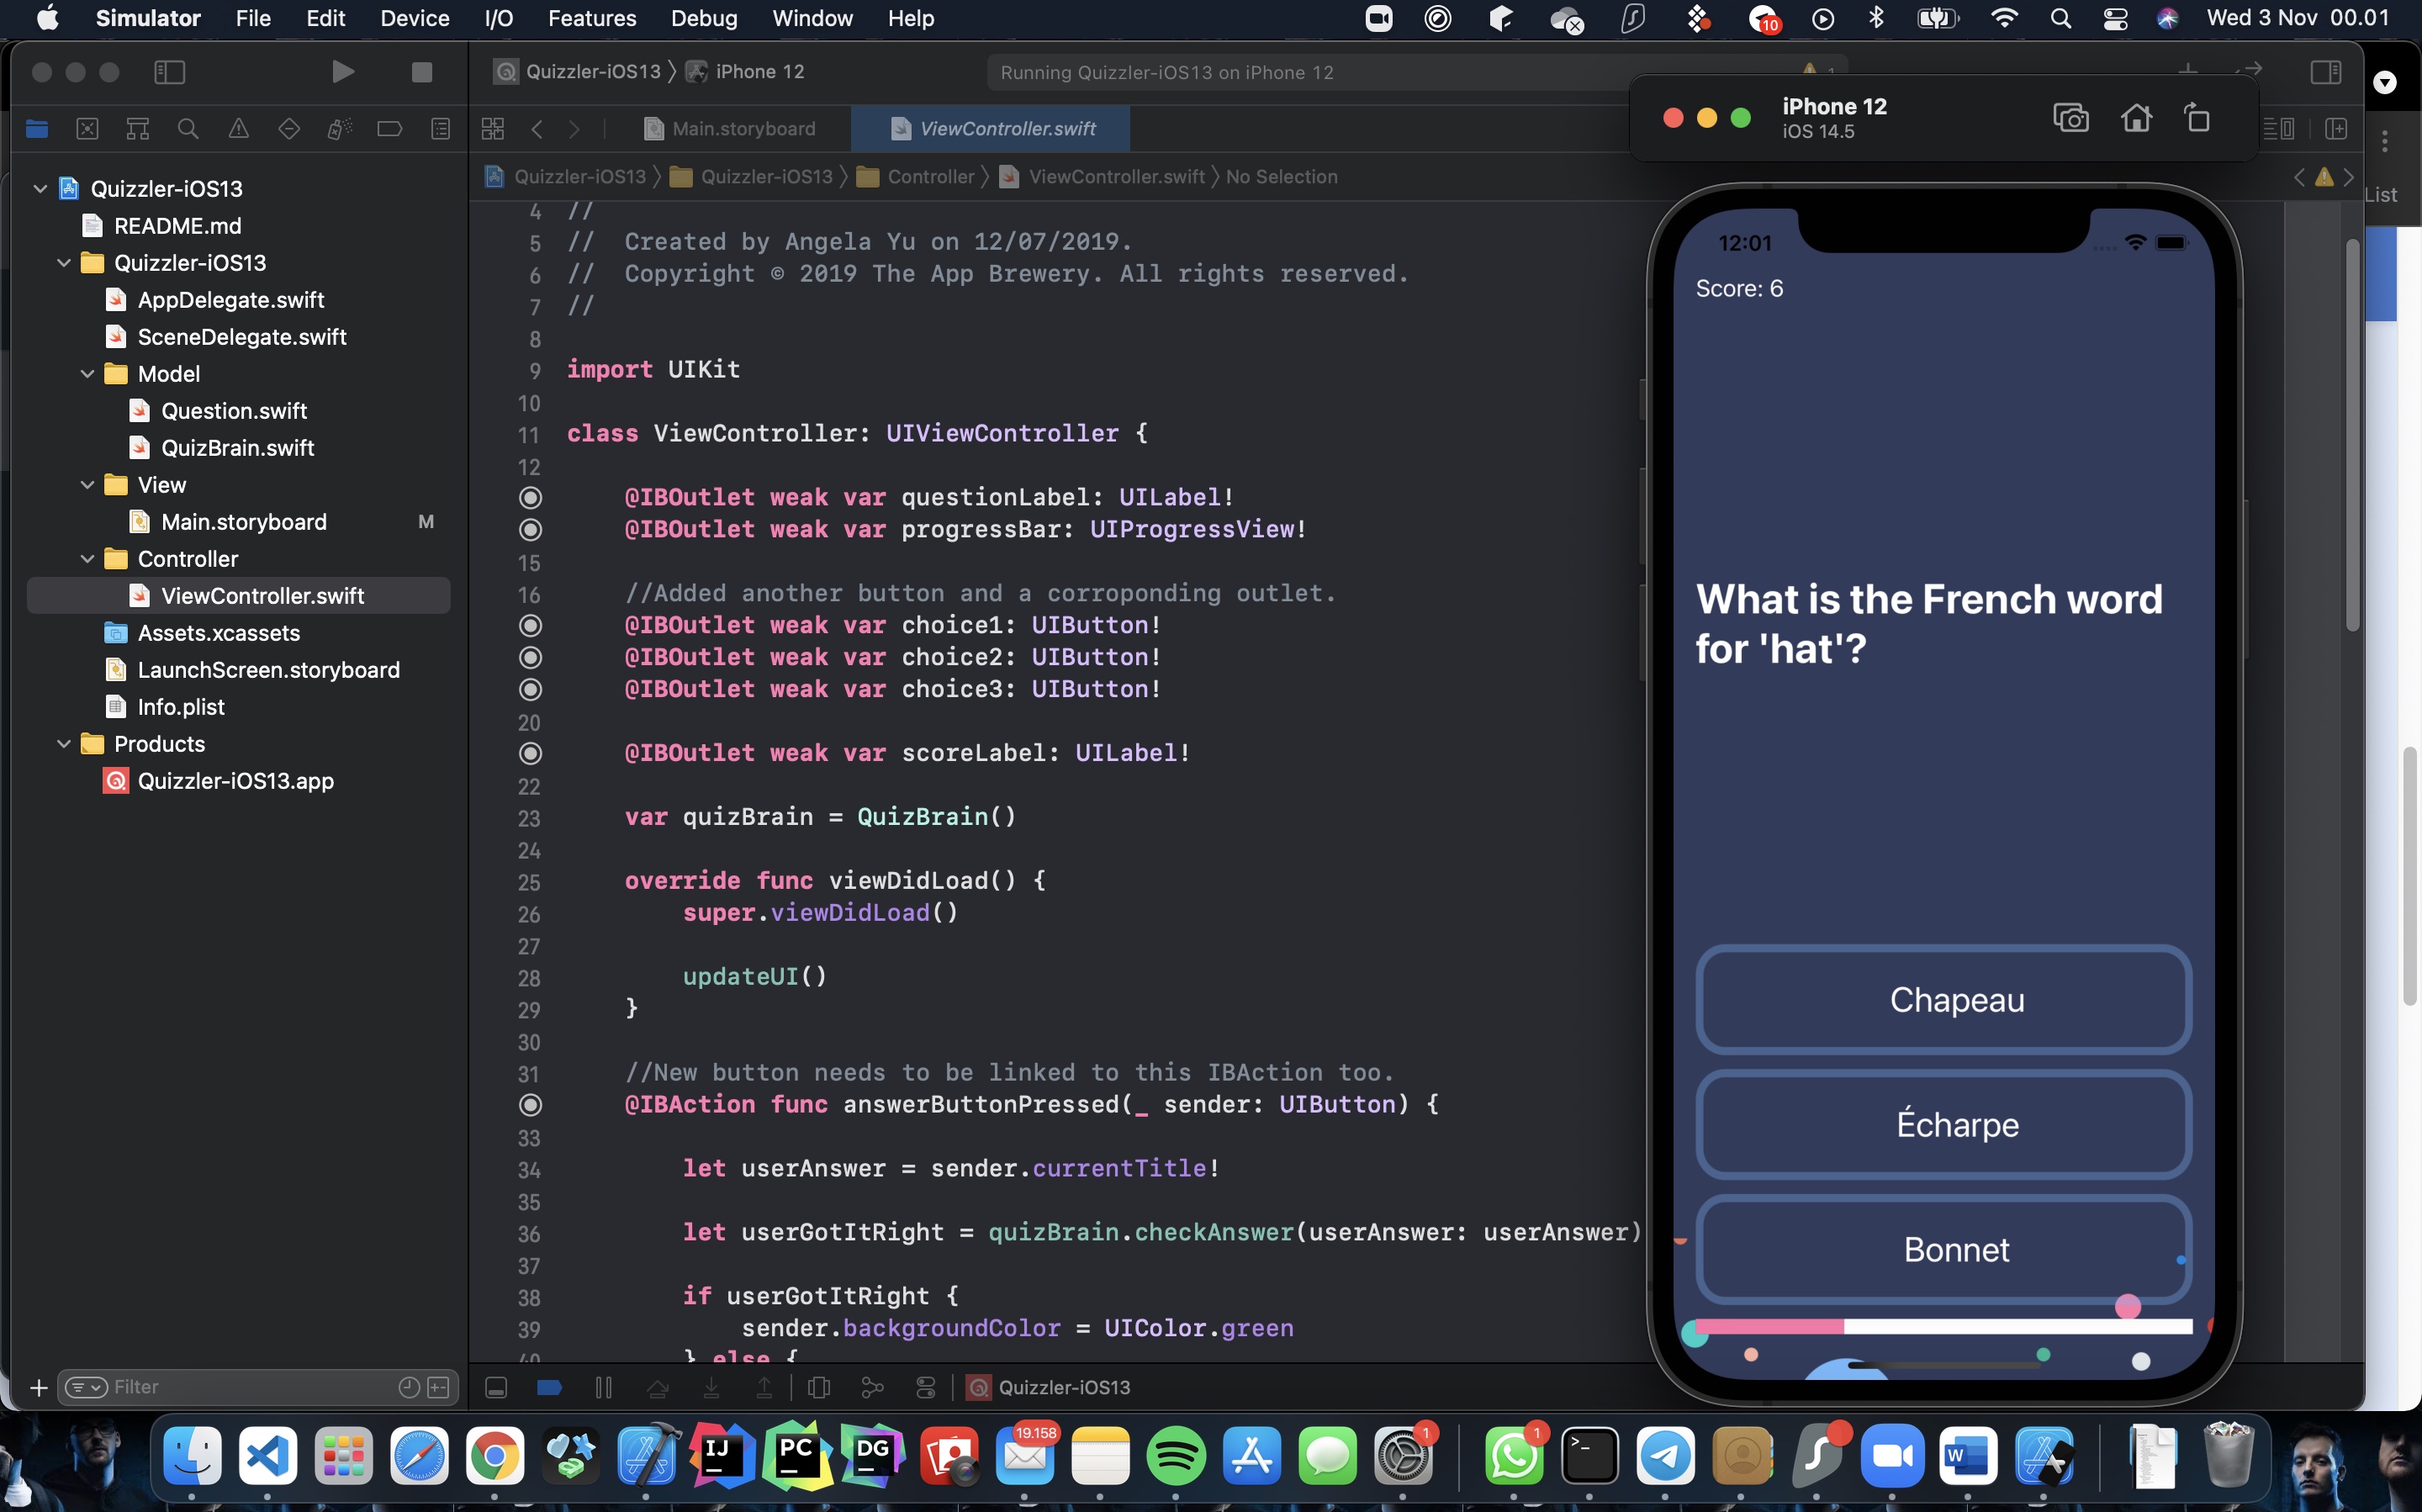 Simulator File Edit Device I/O Features Debug Window Help 10 Wed 3 Nov 00.01
Quizzler-iOS13 iPhone 12 Running Quizzler-iOS13 on iPhone 12 1
Main.storyboard ViewController.swift
Quizzler-iOS13 Quizzler-iOS13 Controller ViewController.swift No Selection
List
Quizzler-iOS13
README.md
Quizzler-iOS13
AppDelegate.swift
SceneDelegate.swift
Model
Question.swift
QuizBrain.swift
View
Main.storyboard M
Controller
ViewController.swift
Assets.xcassets
LaunchScreen.storyboard
Info.plist
Products
Quizzler-iOS13.app
Filter
4 //
5 //  Created by Angela Yu on 12/07/2019.
6 //  Copyright © 2019 The App Brewery. All rights reserved.
7 //
8
9 import UIKit
10
11 class ViewController: UIViewController {
12
@IBOutlet weak var questionLabel: UILabel!
@IBOutlet weak var progressBar: UIProgressView!
15
16 //Added another button and a corroponding outlet.
@IBOutlet weak var choice1: UIButton!
@IBOutlet weak var choice2: UIButton!
@IBOutlet weak var choice3: UIButton!
20
@IBOutlet weak var scoreLabel: UILabel!
22
23 var quizBrain = QuizBrain()
24
25 override func viewDidLoad() {
26 super.viewDidLoad()
27
28 updateUI()
29 }
30
31 //New button needs to be linked to this IBAction too.
@IBAction func answerButtonPressed(_ sender: UIButton) {
33
34 let userAnswer = sender.currentTitle!
35
36 let userGotItRight = quizBrain.checkAnswer(userAnswer: userAnswer)
37
38 if userGotItRight {
39 sender.backgroundColor = UIColor.green
40 } else {
Quizzler-iOS13
iPhone 12
iOS 14.5
12:01
Score: 6
What is the French word
for 'hat'?
Chapeau
Écharpe
Bonnet
IJ PC DG 19.158 1 1 >_ W